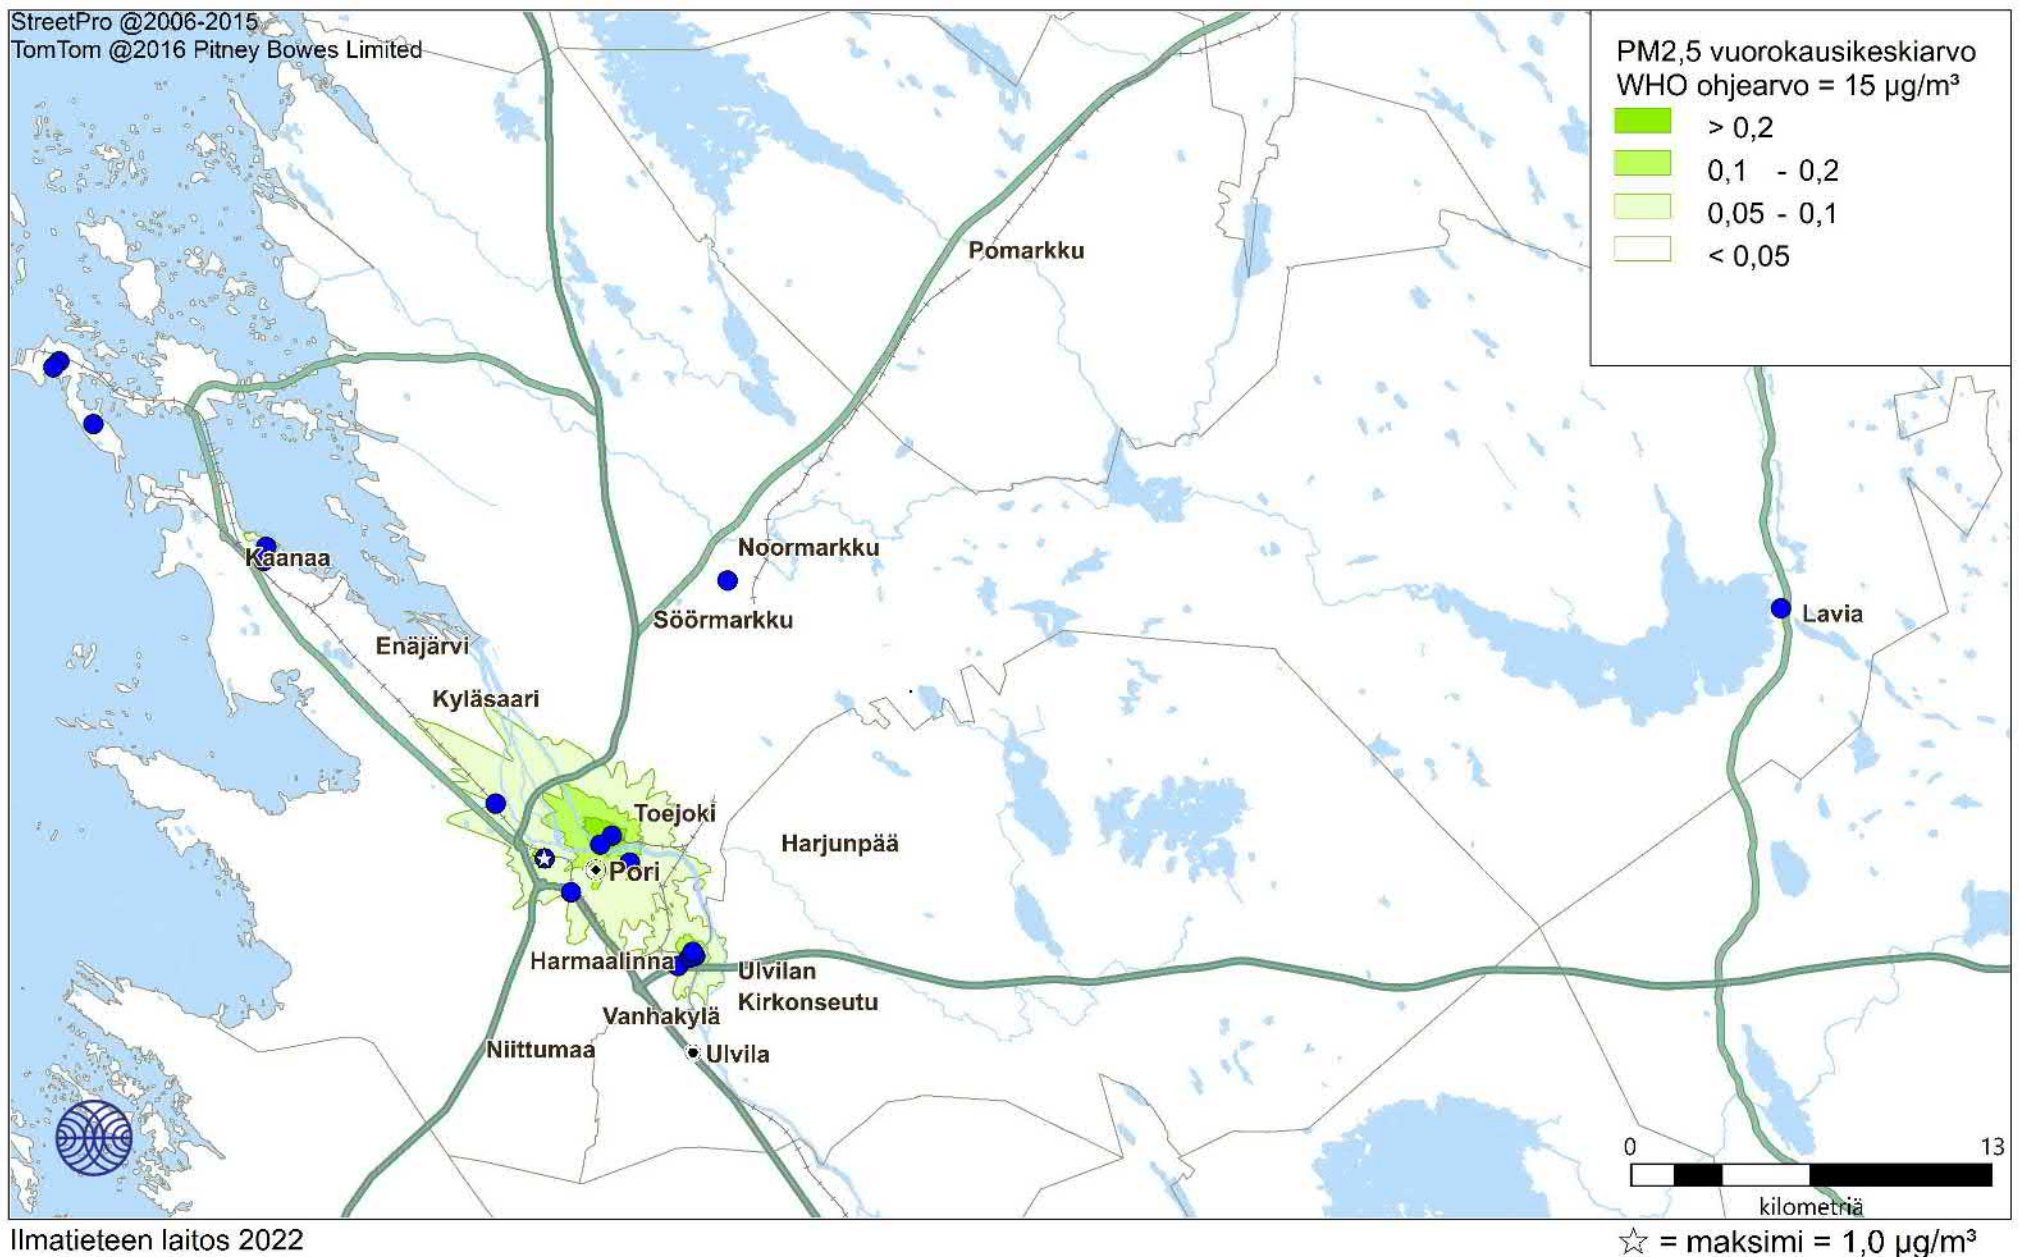 StreetPro @2006-2015
TomTom @2016 Pitney Bowes Limited
PM2,5 vuorokausikeskiarvo
WHO ohjearvo = 15 µg/m³
> 0,2
0,1 - 0,2
0,05 - 0,1
< 0,05
Pomarkku
Noormarkku
Kaanaa
Söörmarkku
Lavia
Enäjärvi
Kyläsaari
Toejoki
Harjunpää
Pori
Harmaalinna
Ulvilan
Kirkonseutu
Vanhakylä
Niittumaa
Ulvila
0 13
kilometriä
Ilmatieteen laitos 2022
☆ = maksimi = 1,0 µg/m³